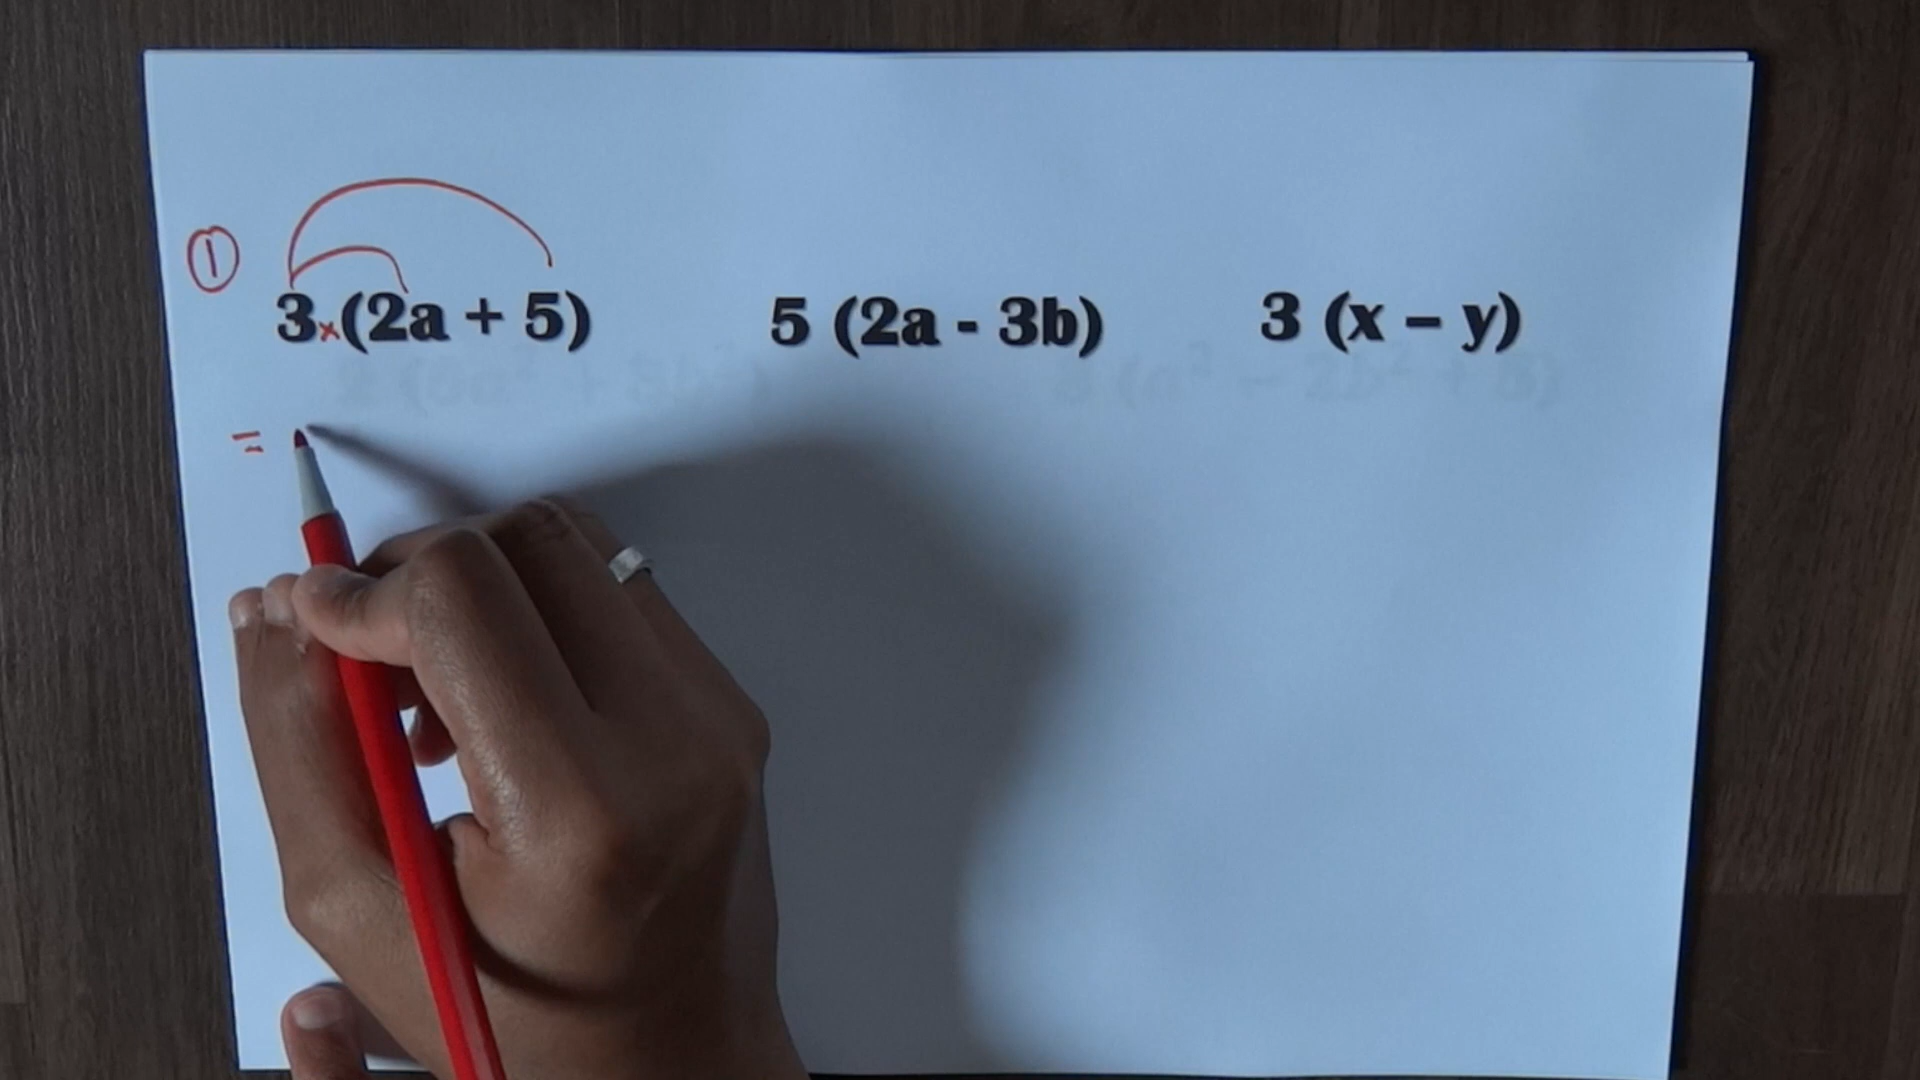 ①
3×(2a + 5) 5 (2a - 3b) 3 (x – y)
=